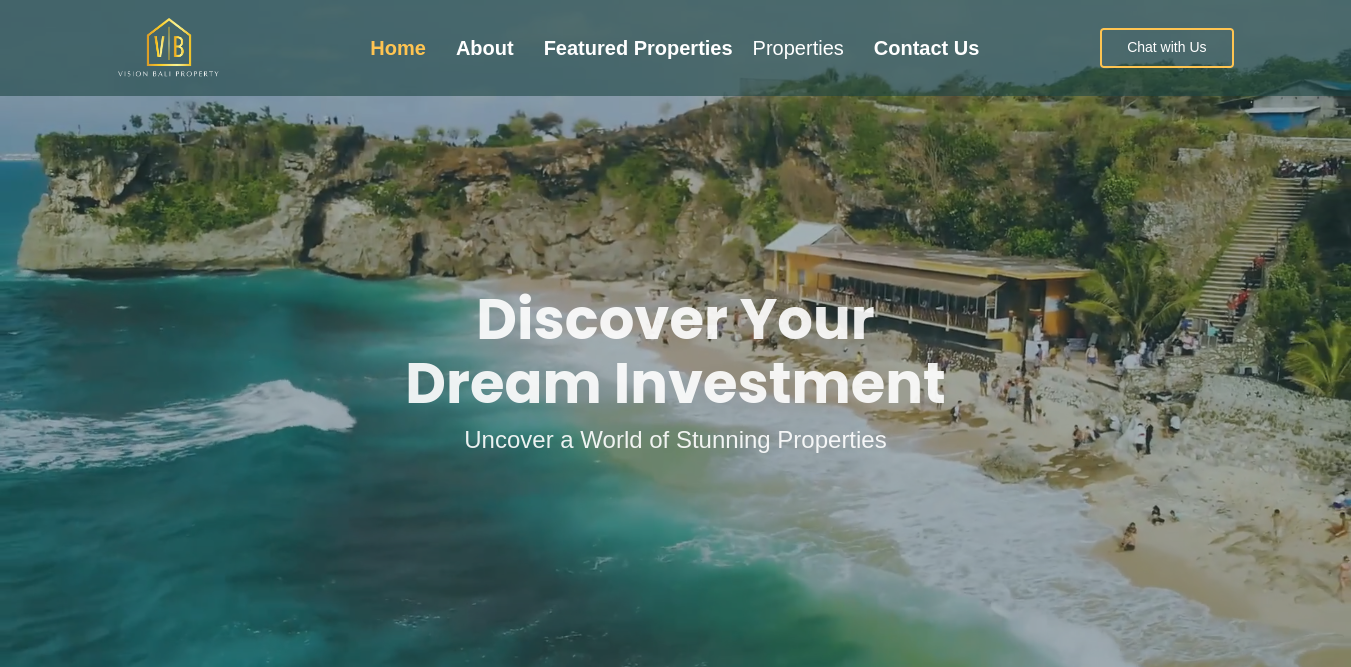 VB
VISION BALI PROPERTY
Home About Featured Properties Properties Contact Us
Chat with Us
Discover Your
Dream Investment
Uncover a World of Stunning Properties